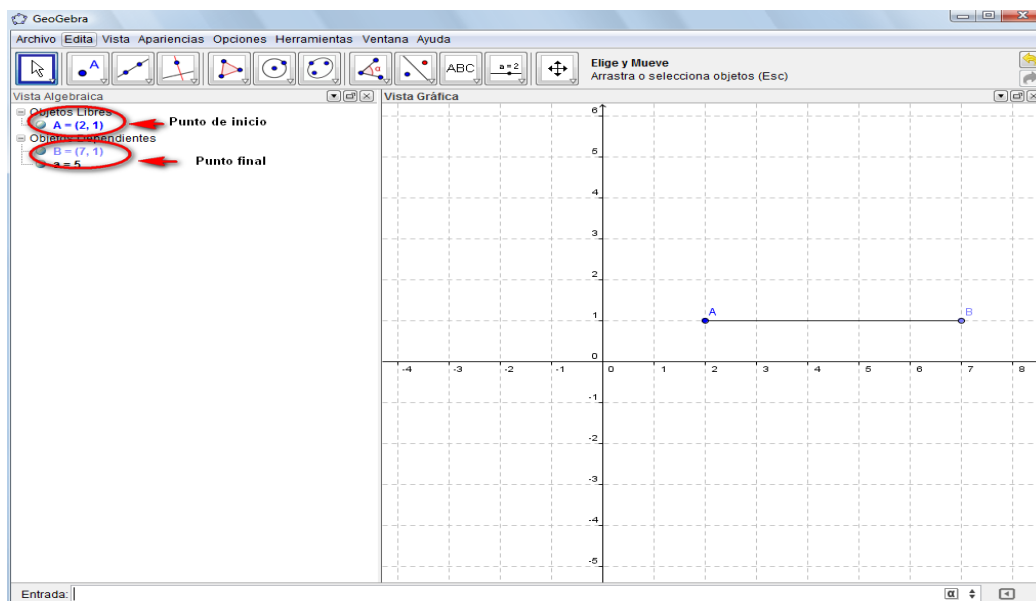 GeoGebra
Archivo Edita Vista Apariencias Opciones Herramientas Ventana Ayuda
A
α
ABC
a = 2
Elige y Mueve
Arrastra o selecciona objetos (Esc)
Vista Algebraica
Objetos Libres
A = (2, 1)
Punto de inicio
Objetos Dependientes
B = (7, 1)
a = 5
Punto final
Vista Gráfica
6
5
4
3
2
A
B
1
0
-4 -3 -2 -1 0 1 2 3 4 5 6 7 8
-1
-2
-3
-4
-5
Entrada:
α